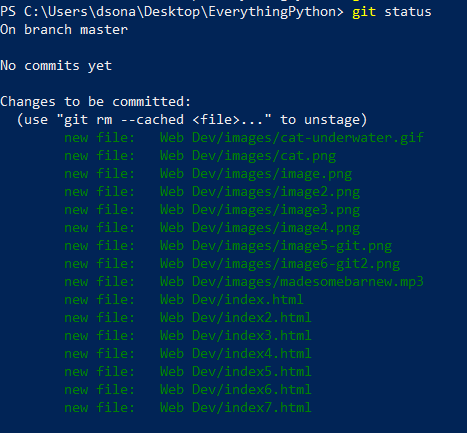 PS C:\Users\dsona\Desktop\EverythingPython> git status
On branch master
No commits yet
Changes to be committed:
(use "git rm --cached <file>..." to unstage)
new file: Web Dev/images/cat-underwater.gif
new file: Web Dev/images/cat.png
new file: Web Dev/images/image.png
new file: Web Dev/images/image2.png
new file: Web Dev/images/image3.png
new file: Web Dev/images/image4.png
new file: Web Dev/images/image5-git.png
new file: Web Dev/images/image6-git2.png
new file: Web Dev/images/madesomebarnew.mp3
new file: Web Dev/index.html
new file: Web Dev/index2.html
new file: Web Dev/index3.html
new file: Web Dev/index4.html
new file: Web Dev/index5.html
new file: Web Dev/index6.html
new file: Web Dev/index7.html